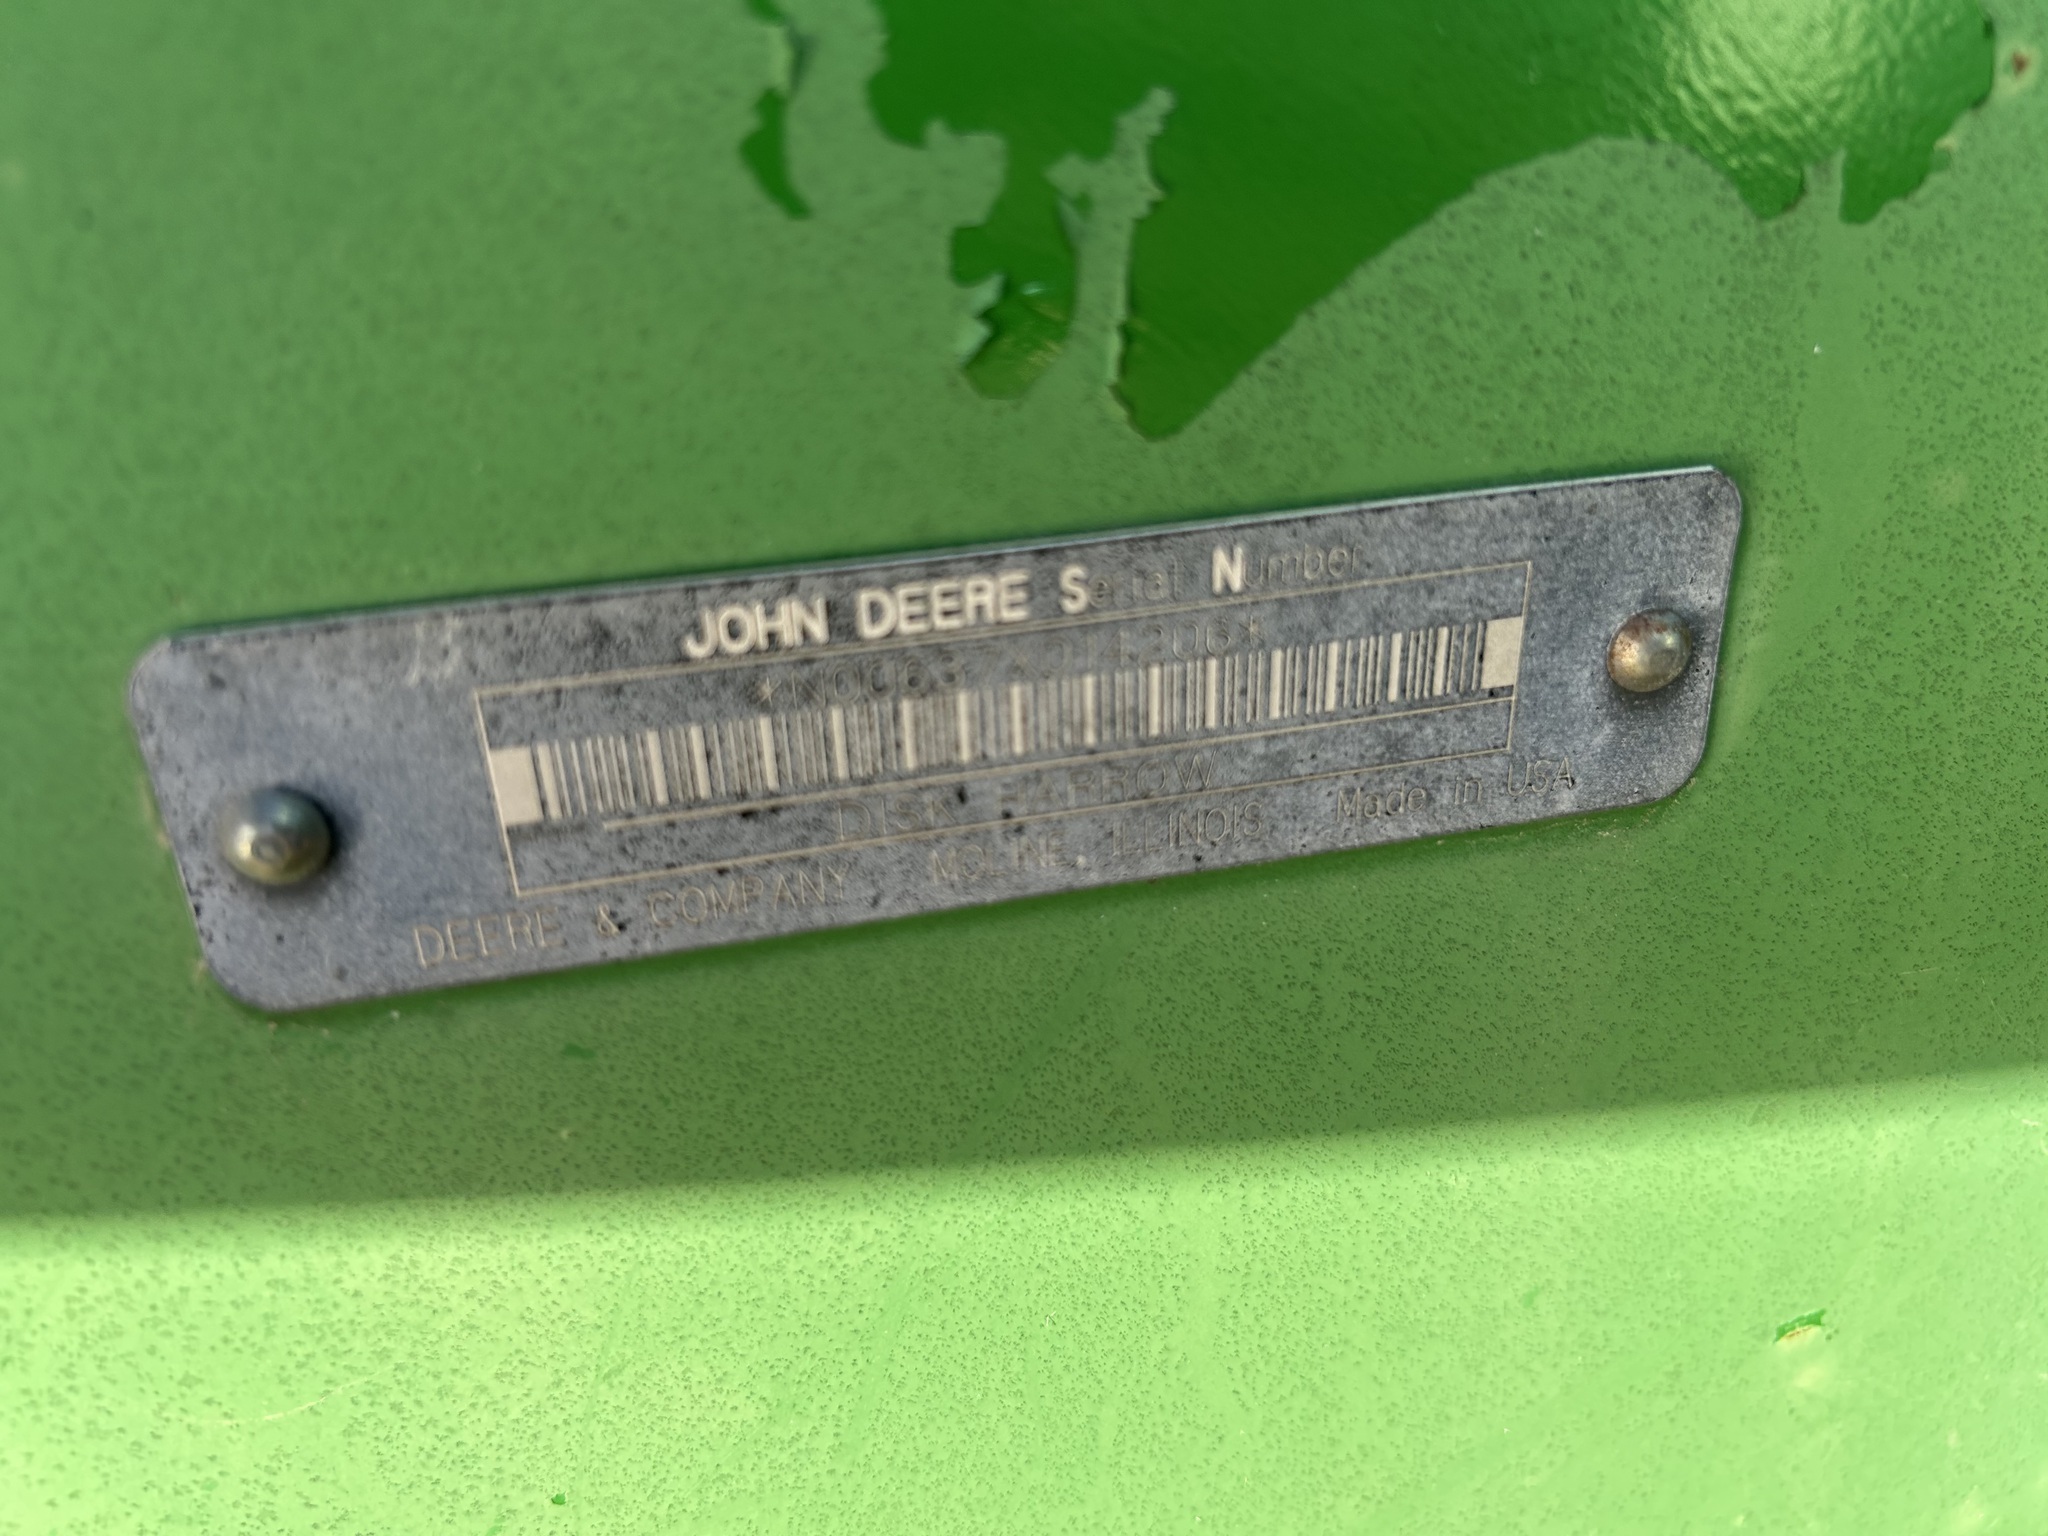 JOHN DEERE Serial Number
DISK HARROW
DEERE & COMPANY MOLINE, ILLINOIS Made in USA